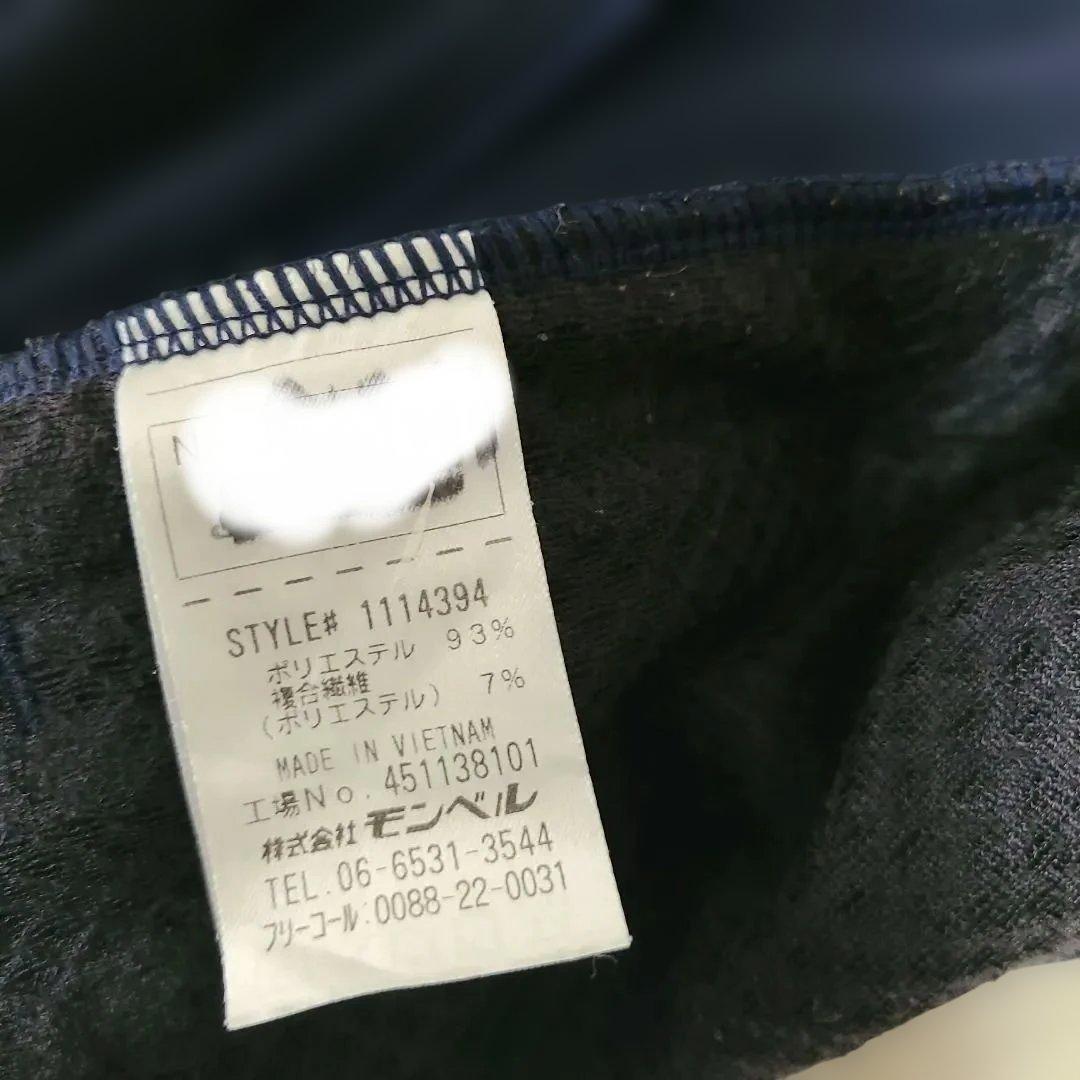 STYLE# 1114394
ポリエステル 93%
複合繊維
(ポリエステル) 7%
MADE IN VIETNAM
工場No. 451138101
株式会社モンベル
TEL. 06-6531-3544
フリーコール:0088-22-0031